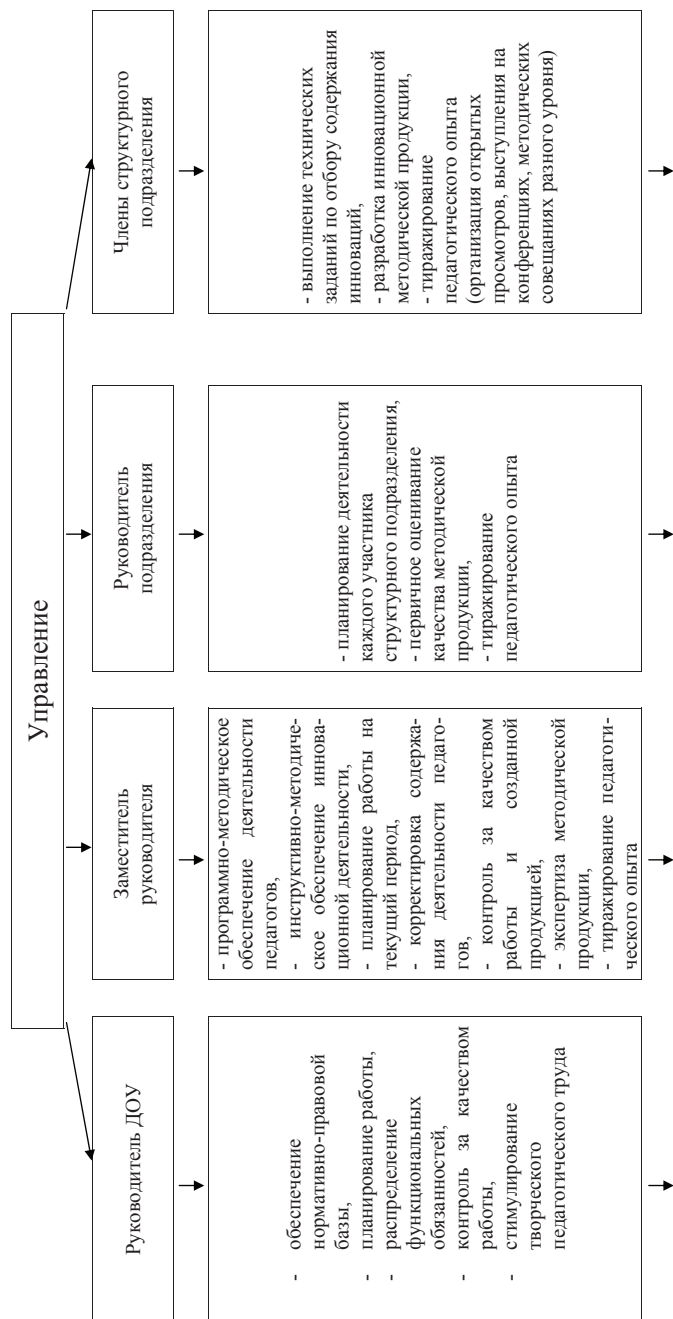 Управление
Руководитель ДОУ
Заместитель
руководителя
Руководитель
подразделения
Члены структурного
подразделения
- обеспечение
нормативно-правовой
базы,
- планирование работы,
- распределение
функциональных
обязанностей,
- контроль за качеством
работы,
- стимулирование
творческого
педагогического труда
- программно-методическое
обеспечение деятельности
педагогов,
- инструктивно-методиче-
ское обеспечение иннова-
ционной деятельности,
- планирование работы на
текущий период,
- корректировка содержа-
ния деятельности педаго-
гов,
- контроль за качеством
работы и созданной
продукцией,
- экспертиза методической
продукции,
- тиражирование педагоги-
ческого опыта
- планирование деятельности
каждого участника
структурного подразделения,
- первичное оценивание
качества методической
продукции,
- тиражирование
педагогического опыта
- выполнение технических
заданий по отбору содержания
инноваций,
- разработка инновационной
методической продукции,
- тиражирование
педагогического опыта
(организация открытых
просмотров, выступления на
конференциях, методических
совещаниях разного уровня)